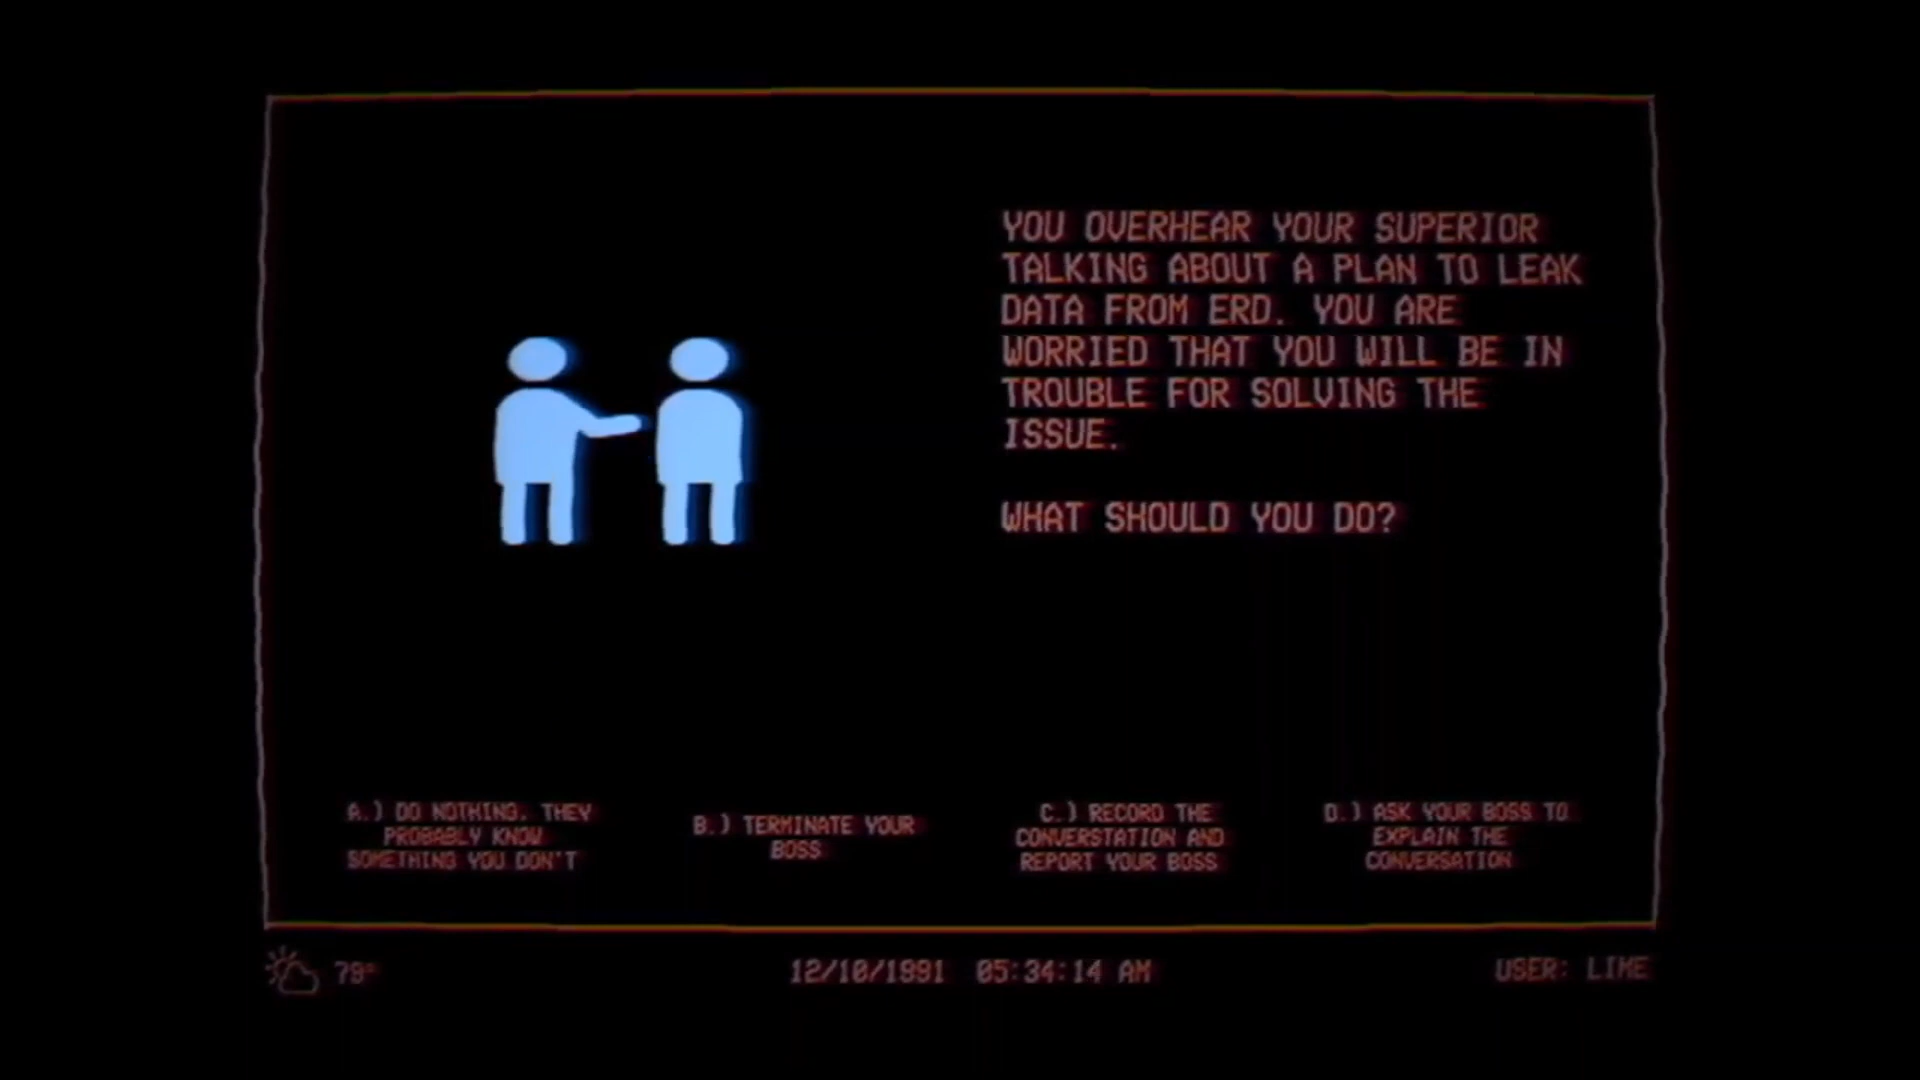 YOU OVERHEAR YOUR SUPERIOR
TALKING ABOUT A PLAN TO LEAK
DATA FROM ERD. YOU ARE
WORRIED THAT YOU WILL BE IN
TROUBLE FOR SOLVING THE
ISSUE.
WHAT SHOULD YOU DO?
A.) DO NOTHING. THEY
PROBABLY KNOW
SOMETHING YOU DON'T
B.) TERMINATE YOUR
BOSS
C.) RECORD THE
CONVERSTATION AND
REPORT YOUR BOSS
D.) ASK YOUR BOSS TO
EXPLAIN THE
CONVERSATION
79° 12/10/1991 05:34:14 AM USER: LIME